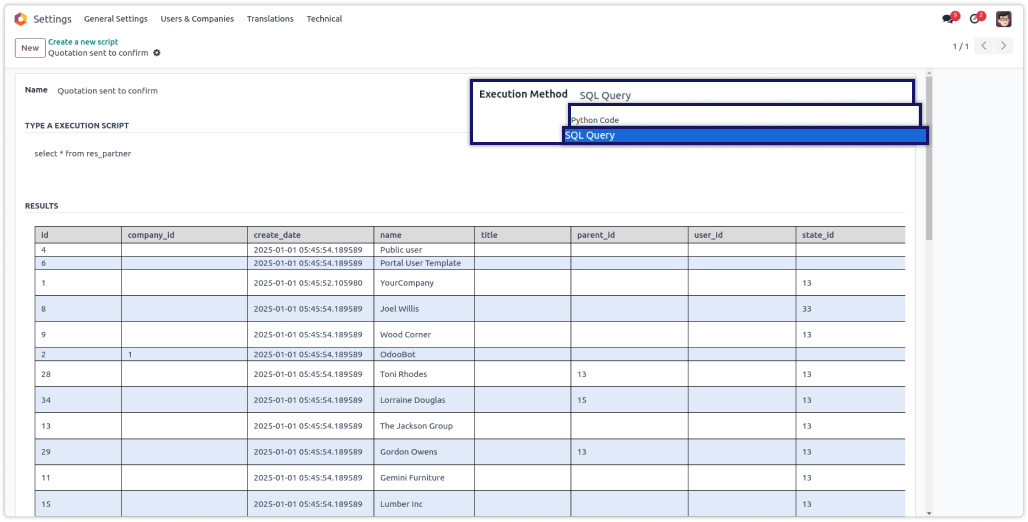 Settings General Settings Users & Companies Translations Technical 9 2
New Create a new script
Quotation sent to confirm 1 / 1
Name Quotation sent to confirm
Execution Method SQL Query
Python Code
SQL Query
TYPE A EXECUTION SCRIPT
select * from res_partner
RESULTS
id company_id create_date name title parent_id user_id state_id
4 2025-01-01 05:45:54.189589 Public user
6 2025-01-01 05:45:54.189589 Portal User Template
1 2025-01-01 05:45:52.105980 YourCompany 13
8 2025-01-01 05:45:54.189589 Joel Willis 33
9 2025-01-01 05:45:54.189589 Wood Corner 13
2 1 2025-01-01 05:45:54.189589 OdooBot
28 2025-01-01 05:45:54.189589 Toni Rhodes 13 13
34 2025-01-01 05:45:54.189589 Lorraine Douglas 15 13
13 2025-01-01 05:45:54.189589 The Jackson Group 13
29 2025-01-01 05:45:54.189589 Gordon Owens 13 13
11 2025-01-01 05:45:54.189589 Gemini Furniture 13
15 2025-01-01 05:45:54.189589 Lumber Inc 13